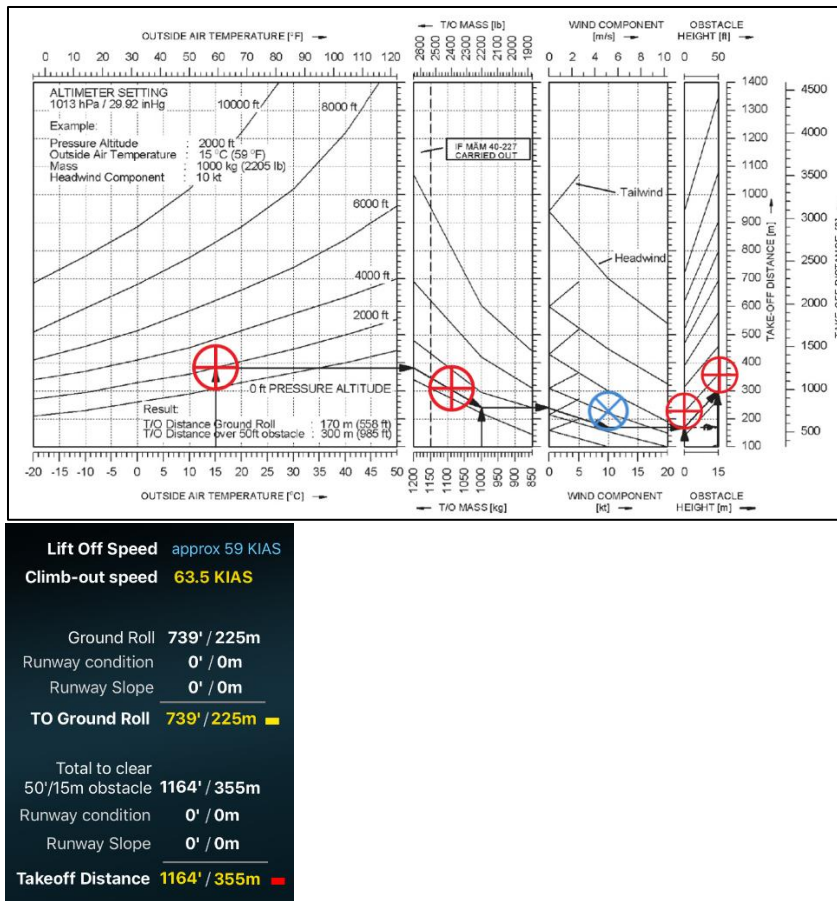 OUTSIDE AIR TEMPERATURE [°F] →
← T/O MASS [lb]
WIND COMPONENT
[m/s] →
OBSTACLE
HEIGHT [ft] →
0 10 20 30 40 50 60 70 80 90 100 110 120
2600 2500 2400 2300 2200 2100 2000 1900
0 5 10
0 50
ALTIMETER SETTING
1013 hPa / 29.92 inHg
Example:
Pressure Altitude : 2000 ft
Outside Air Temperature : 15 °C (59 °F)
Mass : 1000 kg (2205 lb)
Headwind Component : 10 kt
10000 ft
8000 ft
6000 ft
4000 ft
2000 ft
0 ft PRESSURE ALTITUDE
Result:
T/O Distance Ground Roll : 170 m (558 ft)
T/O Distance over 50ft obstacle : 300 m (985 ft)
IF MÄM 40-227
CARRIED OUT
Tailwind
Headwind
1400
1300
1200
1100
1000
900
800
700
600
500
400
300
200
100
TAKE-OFF DISTANCE [m] →
4500
4000
3500
3000
2500
2000
1500
1000
500
-20 -15 -10 -5 0 5 10 15 20 25 30 35 40 45 50
1200 1150 1100 1050 1000 950 900 850
0 5 10 15 20
0 15
OUTSIDE AIR TEMPERATURE [°C] →
← T/O MASS [kg]
WIND COMPONENT
[kt] →
OBSTACLE
HEIGHT [m] →
Lift Off Speed approx 59 KIAS
Climb-out speed 63.5 KIAS
Ground Roll 739' / 225m
Runway condition 0' / 0m
Runway Slope 0' / 0m
TO Ground Roll 739' / 225m
Total to clear
50'/15m obstacle 1164' / 355m
Runway condition 0' / 0m
Runway Slope 0' / 0m
Takeoff Distance 1164' / 355m